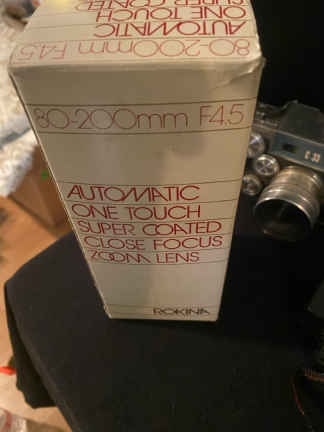 AUTOMATIC
ONE TOUCH
SUPER COATED
80-200mm F4.5
80-200mm F4.5
AUTOMATIC
ONE TOUCH
SUPER COATED
CLOSE FOCUS
ZOOM LENS
ROKINA